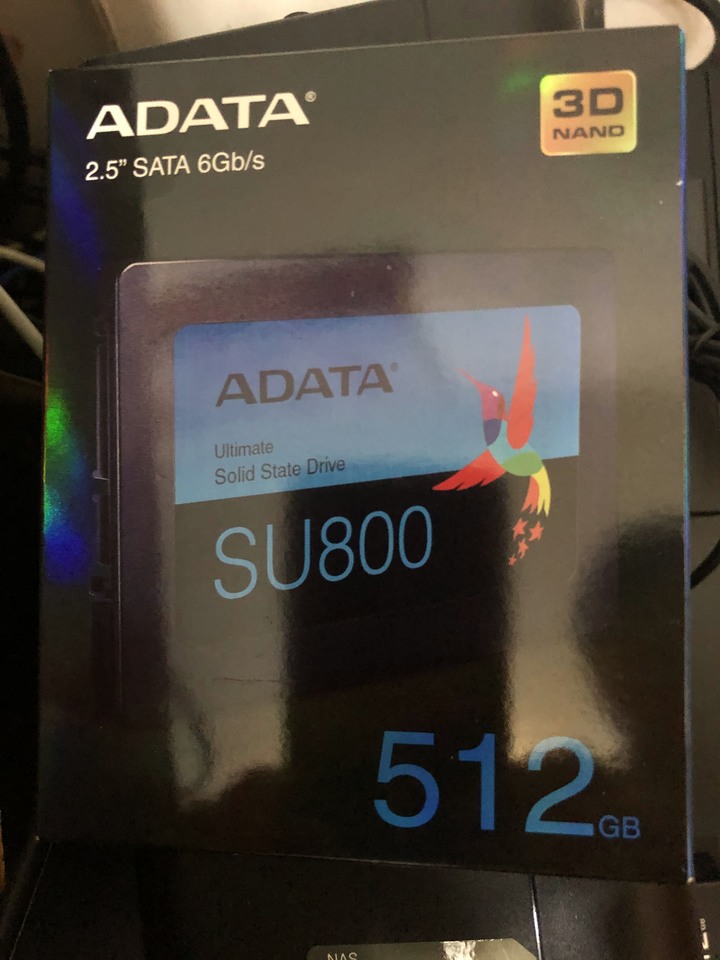 ADATA®
2.5” SATA 6Gb/s
3D
NAND
ADATA®
Ultimate
Solid State Drive
SU800
512GB
NAS